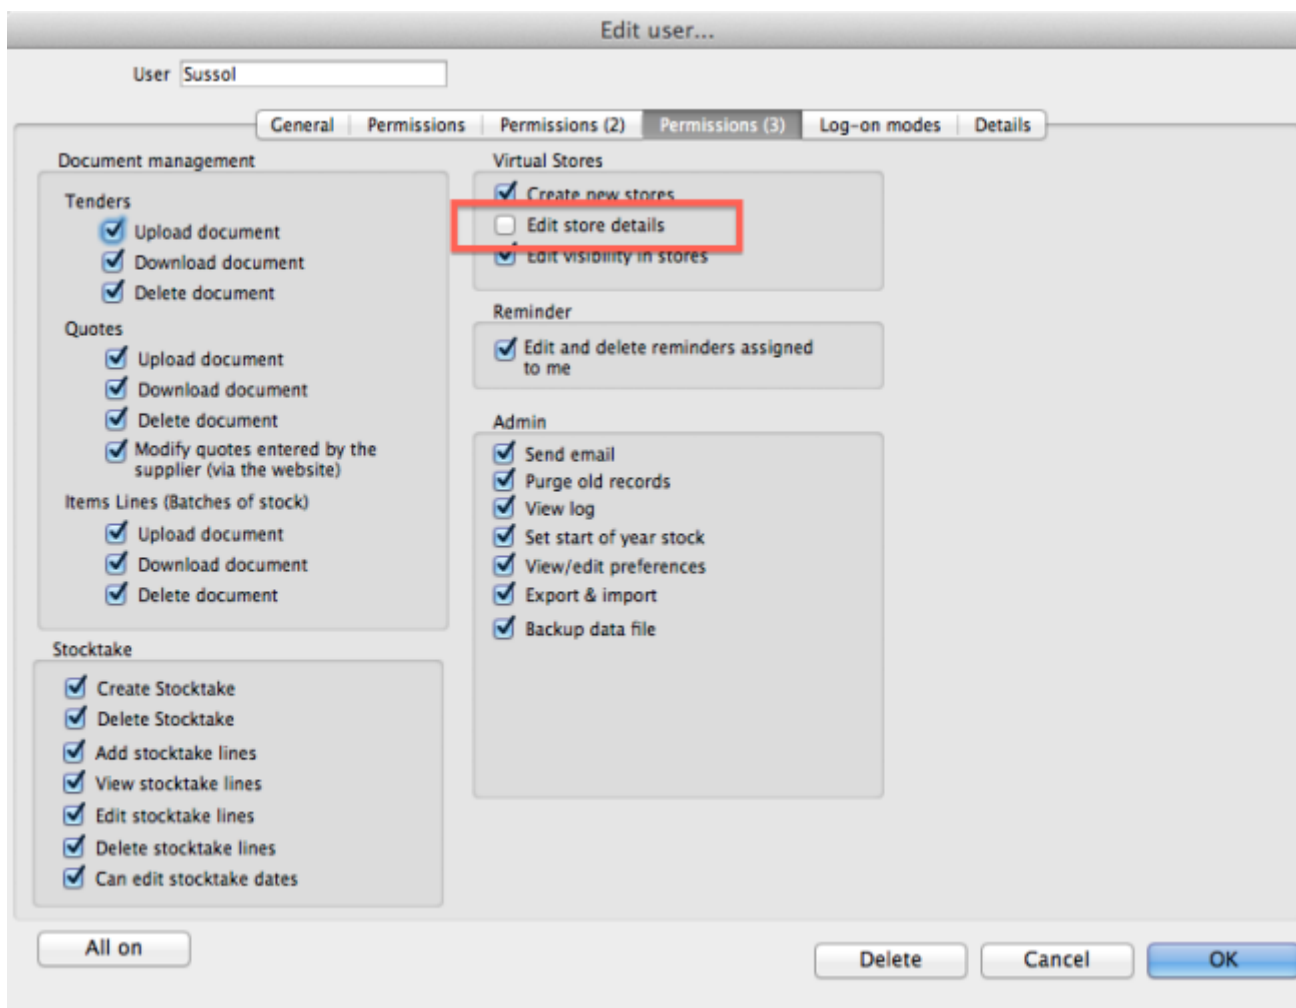 Edit user...
User Sussol
General Permissions Permissions (2) Permissions (3) Log-on modes Details
Document management
Tenders
Upload document
Download document
Delete document
Quotes
Upload document
Download document
Delete document
Modify quotes entered by the
supplier (via the website)
Items Lines (Batches of stock)
Upload document
Download document
Delete document
Stocktake
Create Stocktake
Delete Stocktake
Add stocktake lines
View stocktake lines
Edit stocktake lines
Delete stocktake lines
Can edit stocktake dates
Virtual Stores
Create new stores
Edit store details
Edit visibility in stores
Reminder
Edit and delete reminders assigned
to me
Admin
Send email
Purge old records
View log
Set start of year stock
View/edit preferences
Export & import
Backup data file
All on
Delete Cancel OK